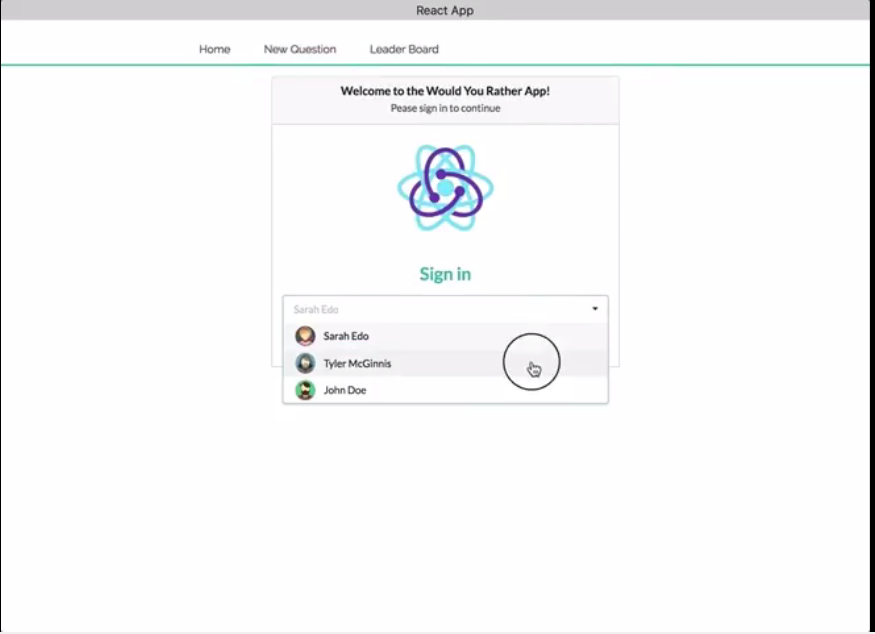 React App
Home New Question Leader Board
Welcome to the Would You Rather App!
Pease sign in to continue
Sign in
Sarah Edo
Sarah Edo
Tyler McGinnis
John Doe